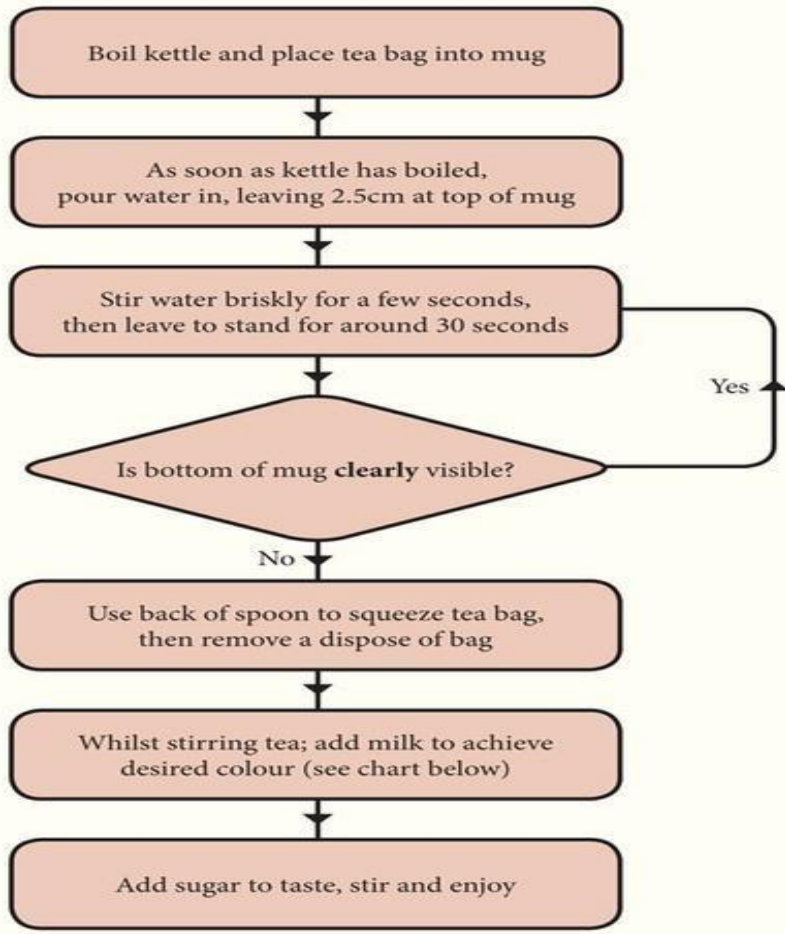 Boil kettle and place tea bag into mug
As soon as kettle has boiled,
pour water in, leaving 2.5cm at top of mug
Stir water briskly for a few seconds,
then leave to stand for around 30 seconds
Yes
Is bottom of mug clearly visible?
No
Use back of spoon to squeeze tea bag,
then remove a dispose of bag
Whilst stirring tea; add milk to achieve
desired colour (see chart below)
Add sugar to taste, stir and enjoy